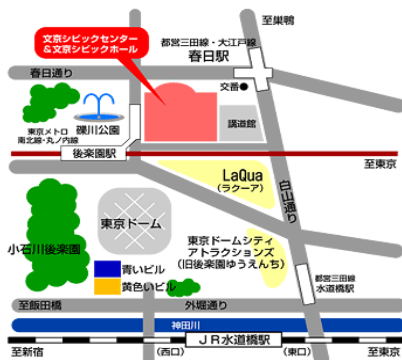 至巣鴨
文京シビックセンター
＆文京シビックホール
都営三田線・大江戸線
春日駅
春日通り
交番●
東京メトロ
南北線・丸ノ内線
礫川公園
講道館
後楽園駅
至東京
LaQua
(ラクーア)
白山通り
東京ドーム
小石川後楽園
東京ドームシティ
アトラクションズ
(旧後楽園ゆうえんち)
青いビル
黄色いビル
都営三田線
水道橋駅
至飯田橋
外堀通り
神田川
至新宿
(西口)
ＪＲ水道橋駅
(東口)
至東京